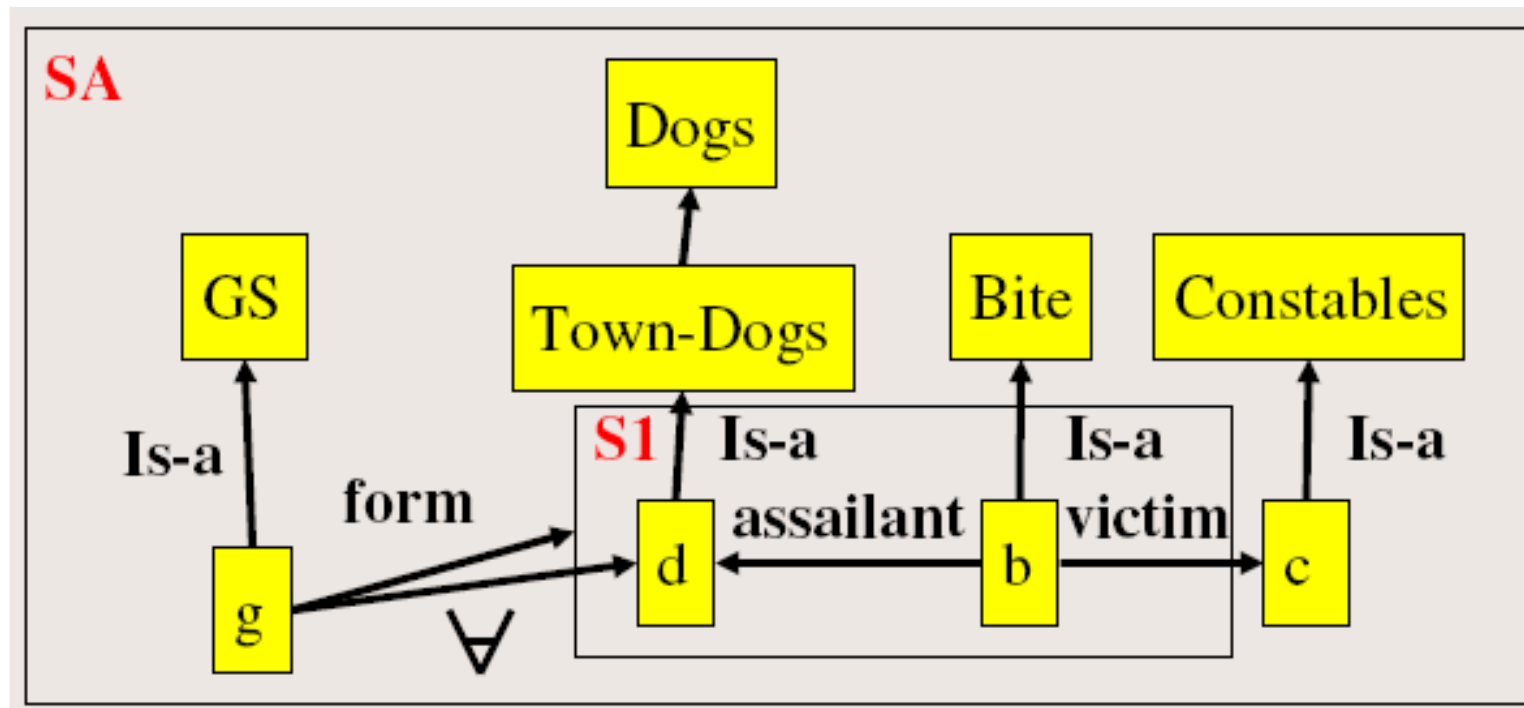 SA
Dogs
GS
Town-Dogs
Bite
Constables
Is-a
S1
Is-a
Is-a
Is-a
form
assailant
victim
g
∀
d
b
c